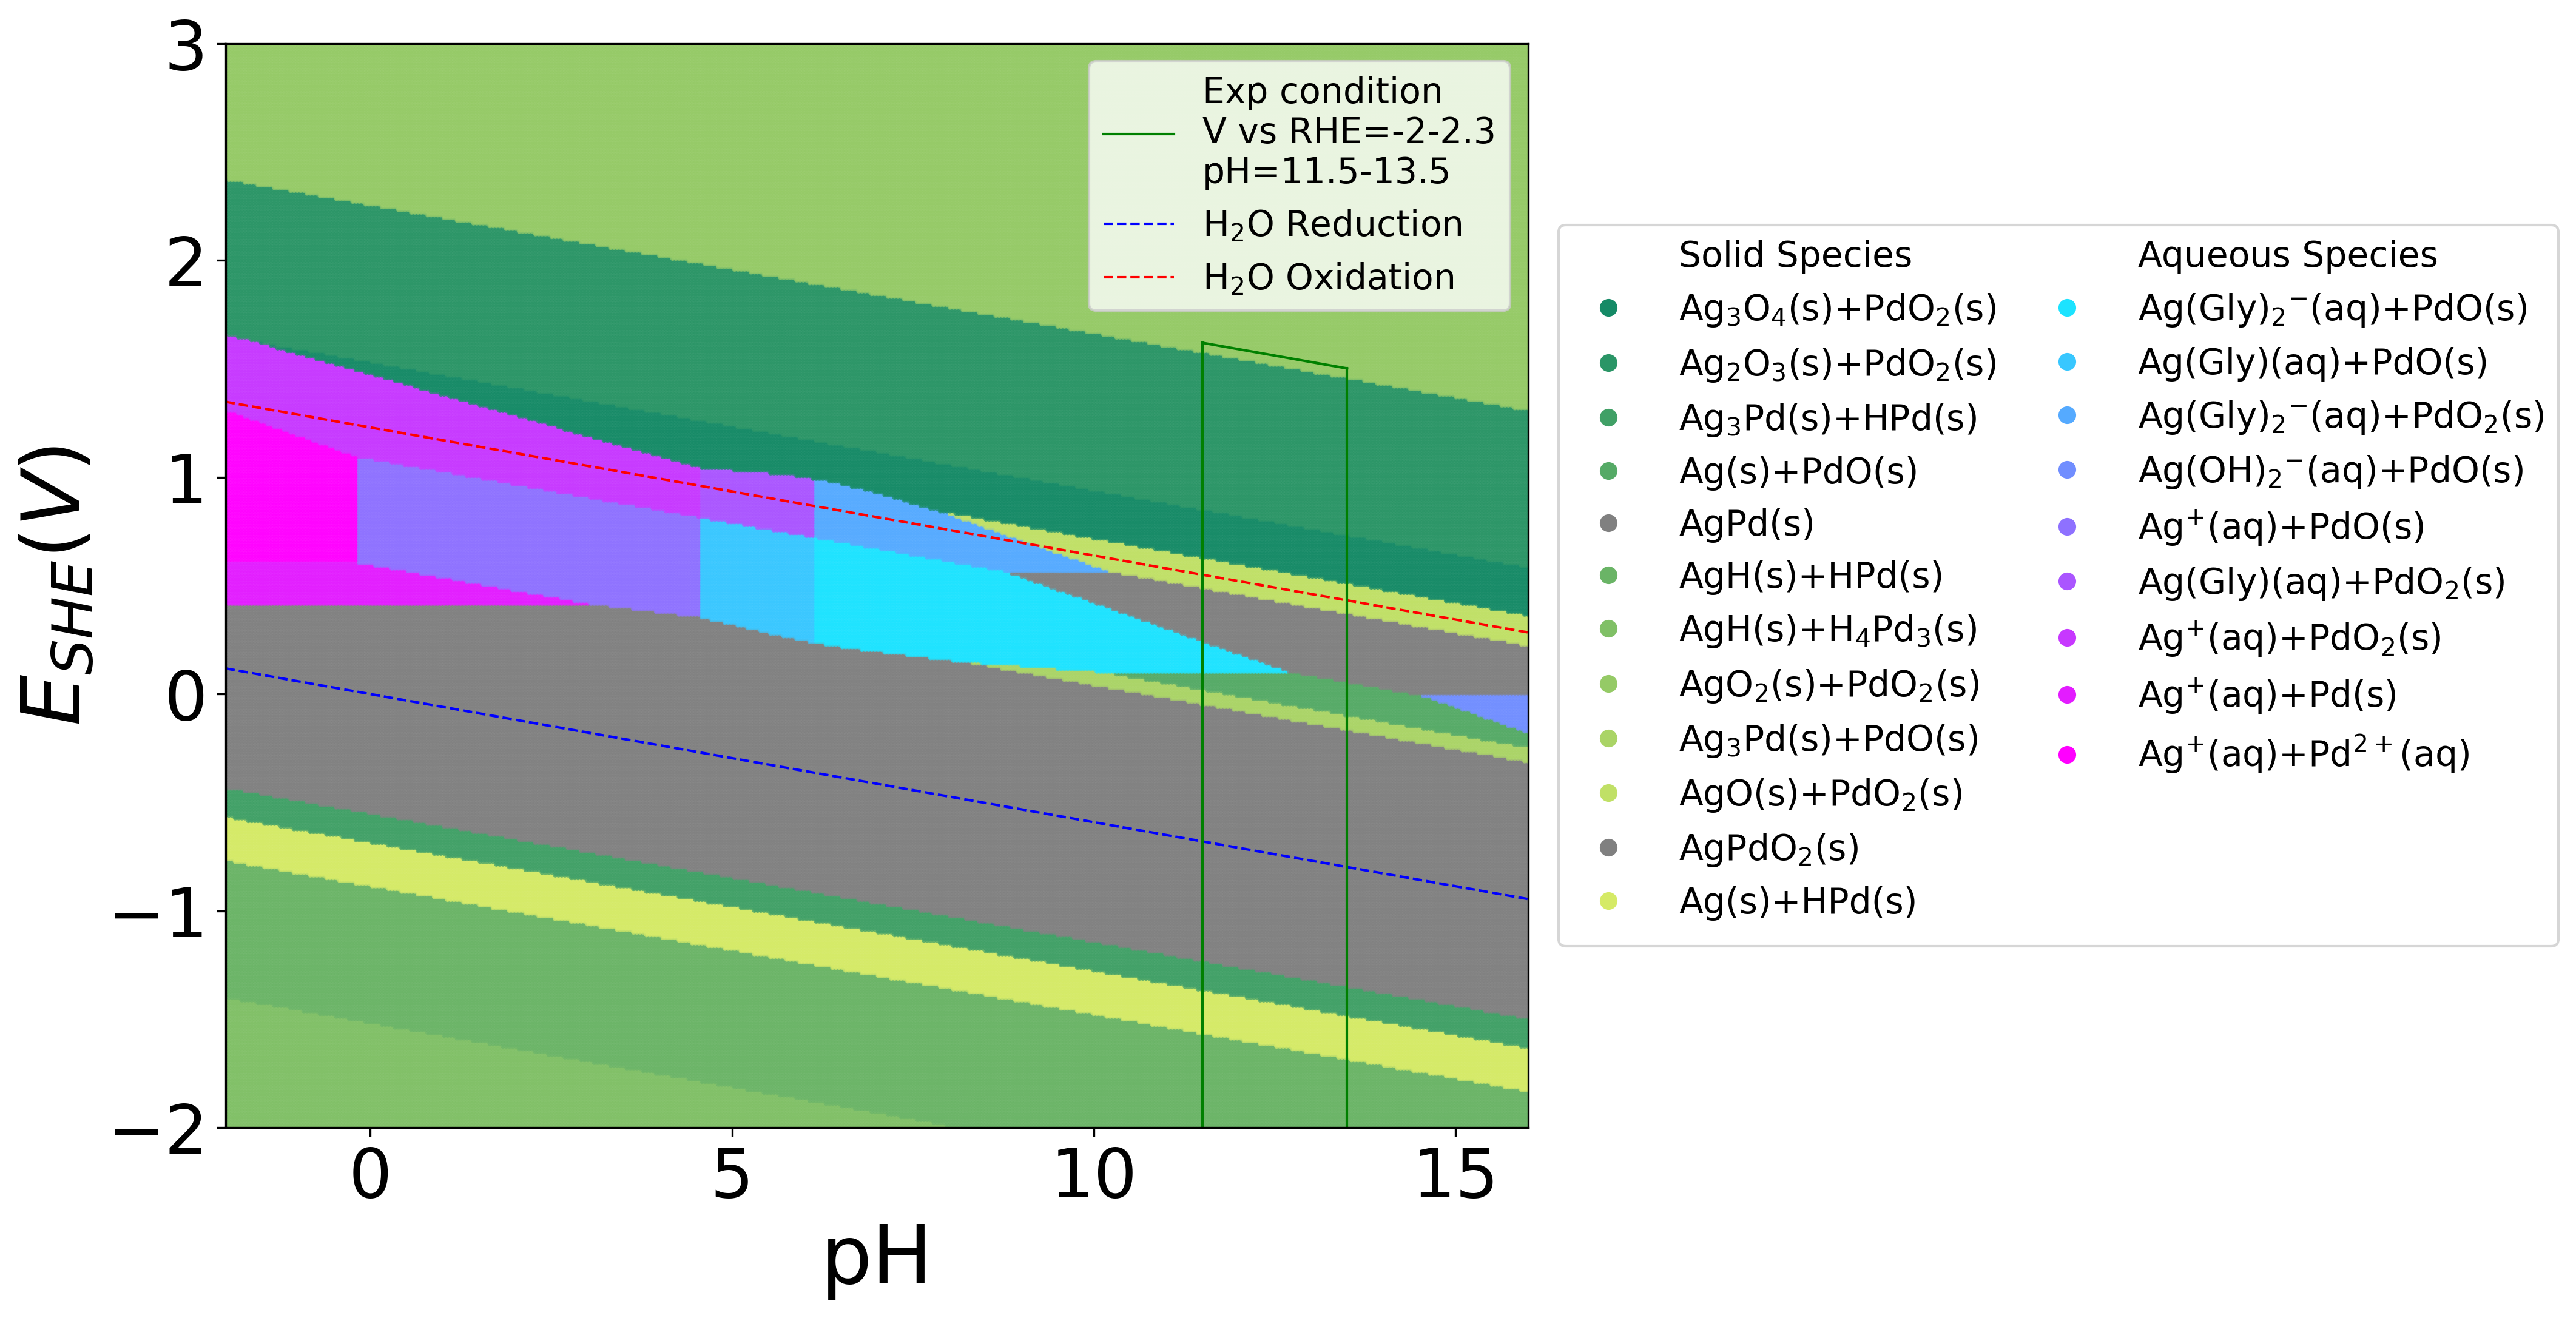 3
2
1
0
−1
−2
E_SHE(V)
0
5
10
15
pH
Exp condition
V vs RHE=-2-2.3
pH=11.5-13.5
H₂O Reduction
H₂O Oxidation
Solid Species
Ag₃O₄(s)+PdO₂(s)
Ag₂O₃(s)+PdO₂(s)
Ag₃Pd(s)+HPd(s)
Ag(s)+PdO(s)
AgPd(s)
AgH(s)+HPd(s)
AgH(s)+H₄Pd₃(s)
AgO₂(s)+PdO₂(s)
Ag₃Pd(s)+PdO(s)
AgO(s)+PdO₂(s)
AgPdO₂(s)
Ag(s)+HPd(s)
Aqueous Species
Ag(Gly)₂⁻(aq)+PdO(s)
Ag(Gly)(aq)+PdO(s)
Ag(Gly)₂⁻(aq)+PdO₂(s)
Ag(OH)₂⁻(aq)+PdO(s)
Ag⁺(aq)+PdO(s)
Ag(Gly)(aq)+PdO₂(s)
Ag⁺(aq)+PdO₂(s)
Ag⁺(aq)+Pd(s)
Ag⁺(aq)+Pd²⁺(aq)